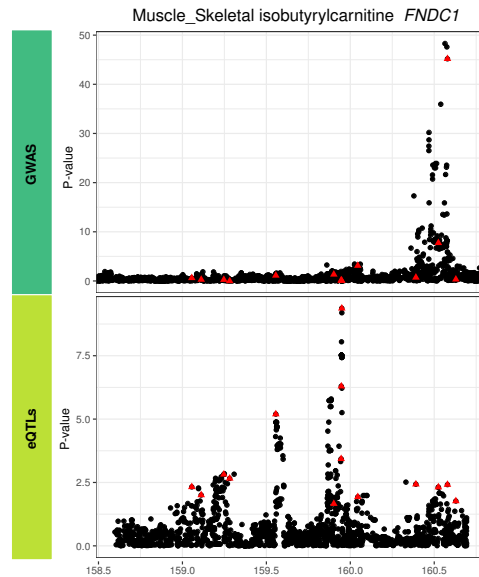 Muscle_Skeletal isobutyrylcarnitine FNDC1
GWAS
P-value
50
40
30
20
10
0
eQTLs
P-value
7.5
5.0
2.5
0.0
158.5 159.0 159.5 160.0 160.5